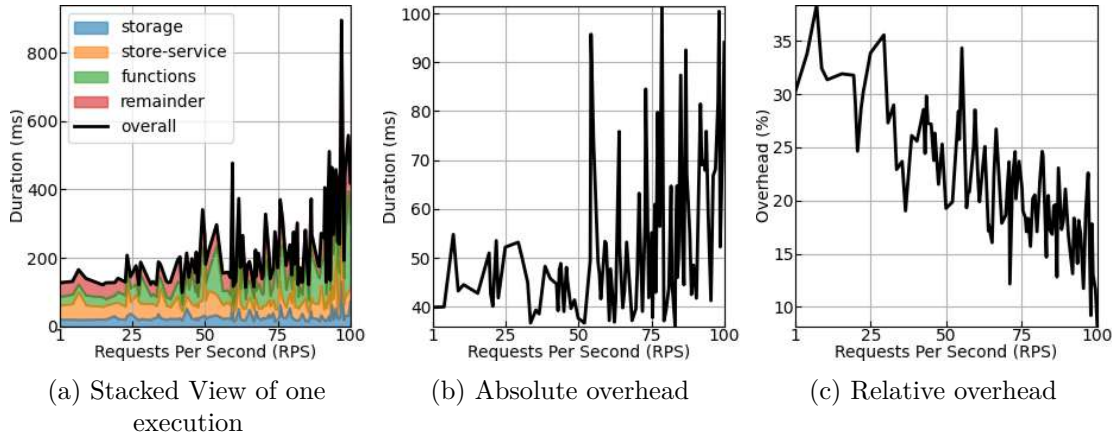 storage
store-service
functions
remainder
overall
Duration (ms)
800
600
400
200
0
1
25
50
75
100
Requests Per Second (RPS)
(a) Stacked View of one
execution
Duration (ms)
100
90
80
70
60
50
40
1
25
50
75
100
Requests Per Second (RPS)
(b) Absolute overhead
Overhead (%)
35
30
25
20
15
10
1
25
50
75
100
Requests Per Second (RPS)
(c) Relative overhead